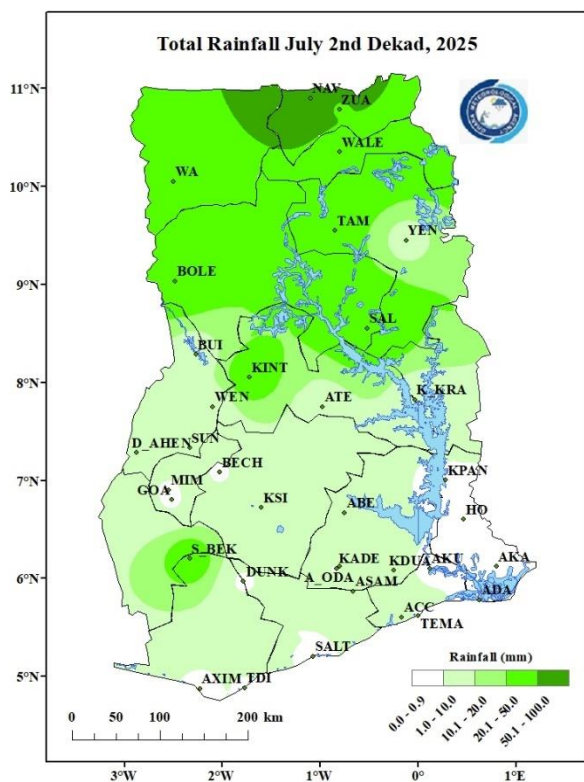 Total Rainfall July 2nd Dekad, 2025
11°N
NAV
ZUA
WALE
WA
10°N
TAM
YEN
BOLE
9°N
SAL
BUI
KINT
8°N
K_KRA
WEN
ATE
SUN
D_AHEN
BECH
KPAN
7°N
MIM
GOA
KSI
ABE
HO
S_BEK
KADE
KDUA
AKU
AKA
6°N
DUNK
A_ODA
ASAM
ADA
ACC
TEMA
SALT
Rainfall (mm)
5°N
AXIM
TDI
0.0 - 0.9
1.0 - 10.0
10.1 - 20.0
20.1 - 50.0
50.1 - 100.0
0 50 100 200 km
3°W 2°W 1°W 0° 1°E